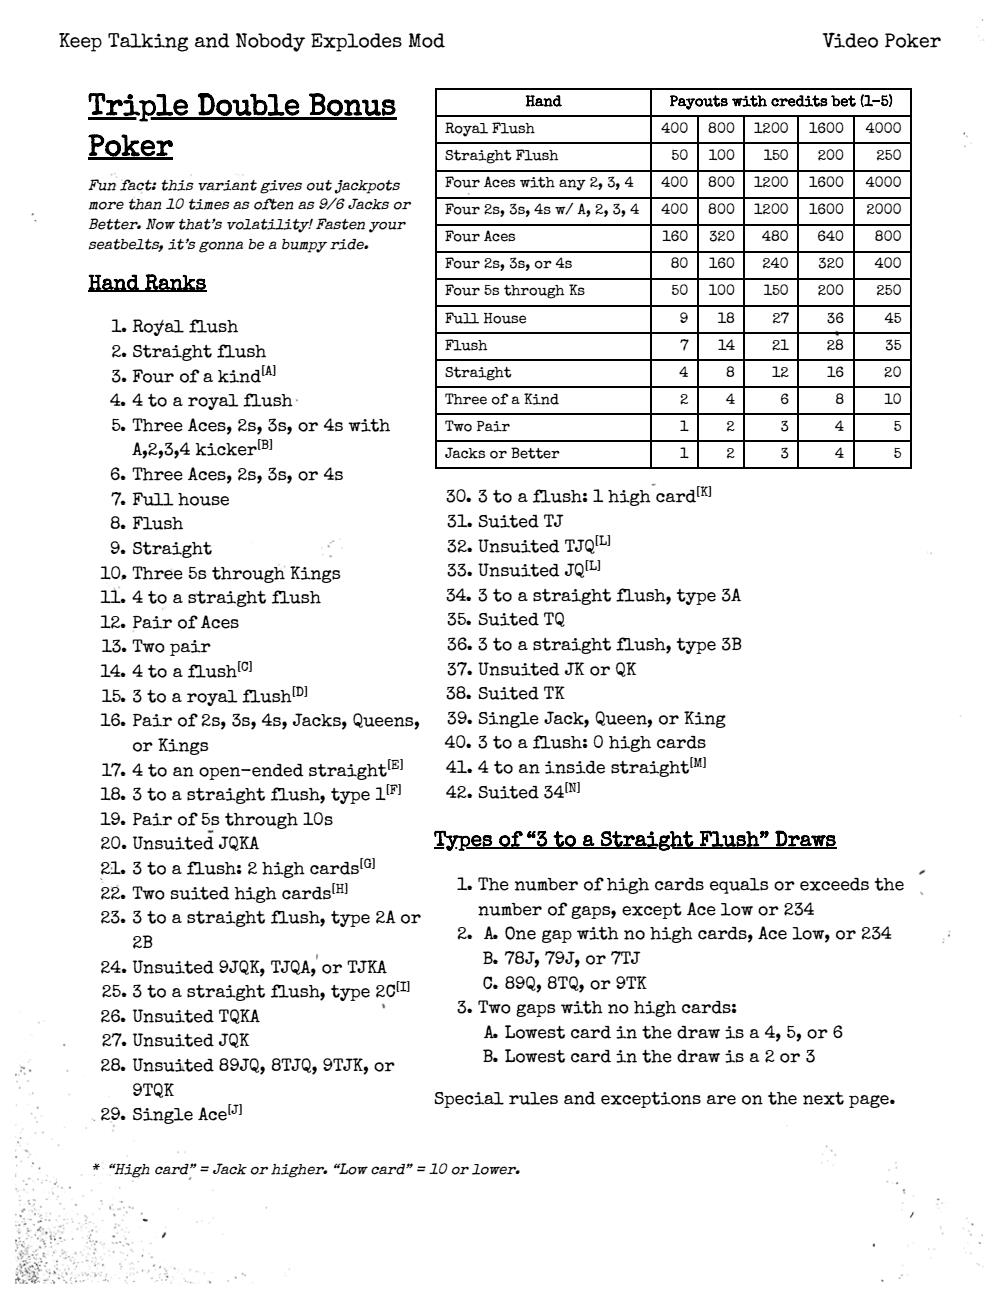 Keep Talking and Nobody Explodes Mod
Video Poker
Triple Double Bonus
Poker
Fun fact: this variant gives out jackpots
more than 10 times as often as 9/6 Jacks or
Better. Now that's volatility! Fasten your
seatbelts, it's gonna be a bumpy ride.
Hand Ranks
1. Royal flush
2. Straight flush
3. Four of a kind[A]
4. 4 to a royal flush
5. Three Aces, 2s, 3s, or 4s with
A,2,3,4 kicker[B]
6. Three Aces, 2s, 3s, or 4s
7. Full house
8. Flush
9. Straight
10. Three 5s through Kings
11. 4 to a straight flush
12. Pair of Aces
13. Two pair
14. 4 to a flush[C]
15. 3 to a royal flush[D]
16. Pair of 2s, 3s, 4s, Jacks, Queens,
or Kings
17. 4 to an open-ended straight[E]
18. 3 to a straight flush, type 1[F]
19. Pair of 5s through 10s
20. Unsuited JQKA
21. 3 to a flush: 2 high cards[G]
22. Two suited high cards[H]
23. 3 to a straight flush, type 2A or
2B
24. Unsuited 9JQK, TJQA, or TJKA
25. 3 to a straight flush, type 2C[I]
26. Unsuited TQKA
27. Unsuited JQK
28. Unsuited 89JQ, 8TJQ, 9TJK, or
9TQK
29. Single Ace[J]
Hand Payouts with credits bet (1-5)
Royal Flush 400 800 1200 1600 4000
Straight Flush 50 100 150 200 250
Four Aces with any 2, 3, 4 400 800 1200 1600 4000
Four 2s, 3s, 4s w/ A, 2, 3, 4 400 800 1200 1600 2000
Four Aces 160 320 480 640 800
Four 2s, 3s, or 4s 80 160 240 320 400
Four 5s through Ks 50 100 150 200 250
Full House 9 18 27 36 45
Flush 7 14 21 28 35
Straight 4 8 12 16 20
Three of a Kind 2 4 6 8 10
Two Pair 1 2 3 4 5
Jacks or Better 1 2 3 4 5
30. 3 to a flush: 1 high card[K]
31. Suited TJ
32. Unsuited TJQ[L]
33. Unsuited JQ[L]
34. 3 to a straight flush, type 3A
35. Suited TQ
36. 3 to a straight flush, type 3B
37. Unsuited JK or QK
38. Suited TK
39. Single Jack, Queen, or King
40. 3 to a flush: 0 high cards
41. 4 to an inside straight[M]
42. Suited 34[N]
Types of "3 to a Straight Flush" Draws
1. The number of high cards equals or exceeds the
number of gaps, except Ace low or 234
2. A. One gap with no high cards, Ace low, or 234
B. 78J, 79J, or 7TJ
C. 89Q, 8TQ, or 9TK
3. Two gaps with no high cards:
A. Lowest card in the draw is a 4, 5, or 6
B. Lowest card in the draw is a 2 or 3
Special rules and exceptions are on the next page.
* "High card" = Jack or higher. "Low card" = 10 or lower.